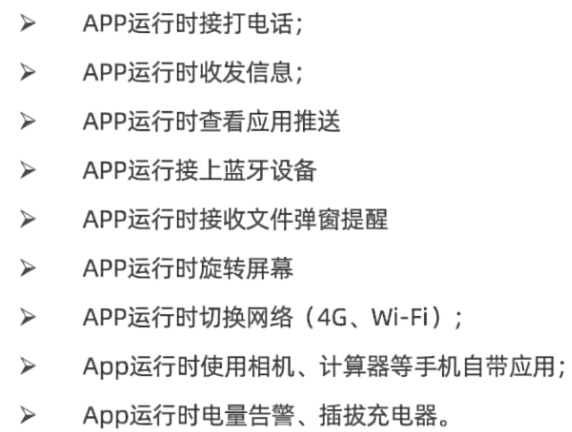 ➢ APP运行时接打电话；
➢ APP运行时收发信息；
➢ APP运行时查看应用推送
➢ APP运行接上蓝牙设备
➢ APP运行时接收文件弹窗提醒
➢ APP运行时旋转屏幕
➢ APP运行时切换网络（4G、Wi-Fi）；
➢ App运行时使用相机、计算器等手机自带应用；
➢ App运行时电量告警、插拔充电器。